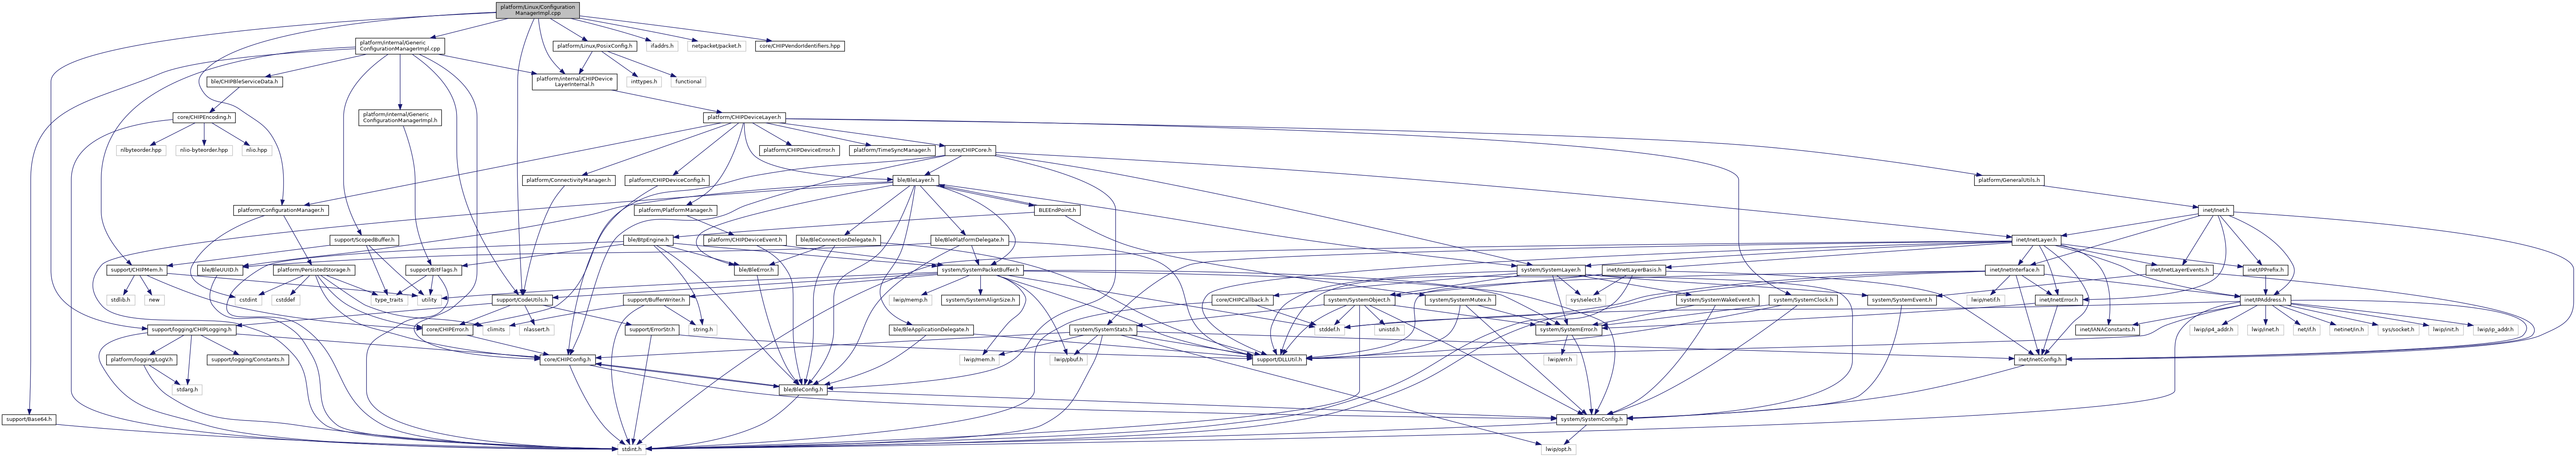 platform/Linux/Configuration
ManagerImpl.cpp
platform/internal/Generic
ConfigurationManagerImpl.cpp
platform/Linux/PosixConfig.h
ifaddrs.h
netpacket/packet.h
core/CHIPVendorIdentifiers.hpp
ble/CHIPBleServiceData.h
platform/internal/CHIPDevice
LayerInternal.h
inttypes.h
functional
core/CHIPEncoding.h
platform/internal/Generic
ConfigurationManagerImpl.h
platform/CHIPDeviceLayer.h
nlbyteorder.hpp
nlio-byteorder.hpp
nlio.hpp
platform/CHIPDeviceError.h
platform/TimeSyncManager.h
core/CHIPCore.h
platform/ConnectivityManager.h
platform/CHIPDeviceConfig.h
ble/BleLayer.h
platform/GeneralUtils.h
platform/ConfigurationManager.h
platform/PlatformManager.h
BLEEndPoint.h
inet/Inet.h
support/ScopedBuffer.h
ble/BtpEngine.h
platform/CHIPDeviceEvent.h
ble/BleConnectionDelegate.h
ble/BlePlatformDelegate.h
inet/InetLayer.h
support/CHIPMem.h
ble/BleUUID.h
platform/PersistedStorage.h
support/BitFlags.h
ble/BleError.h
system/SystemPacketBuffer.h
system/SystemLayer.h
inet/InetLayerBasis.h
inet/InetInterface.h
inet/InetLayerEvents.h
inet/IPPrefix.h
stdlib.h
new
cstdint
cstddef
type_traits
utility
support/CodeUtils.h
support/BufferWriter.h
lwip/memp.h
system/SystemAlignSize.h
core/CHIPCallback.h
system/SystemObject.h
system/SystemMutex.h
sys/select.h
system/SystemWakeEvent.h
system/SystemClock.h
system/SystemEvent.h
lwip/netif.h
inet/InetError.h
inet/IPAddress.h
support/logging/CHIPLogging.h
core/CHIPError.h
climits
nlassert.h
support/ErrorStr.h
string.h
ble/BleApplicationDelegate.h
system/SystemStats.h
stddef.h
unistd.h
system/SystemError.h
inet/IANAConstants.h
lwip/ip4_addr.h
lwip/inet.h
net/if.h
netinet/in.h
sys/socket.h
lwip/init.h
lwip/ip_addr.h
platform/logging/LogV.h
support/logging/Constants.h
core/CHIPConfig.h
lwip/mem.h
lwip/pbuf.h
support/DLLUtil.h
lwip/err.h
inet/InetConfig.h
stdarg.h
ble/BleConfig.h
support/Base64.h
system/SystemConfig.h
stdint.h
lwip/opt.h